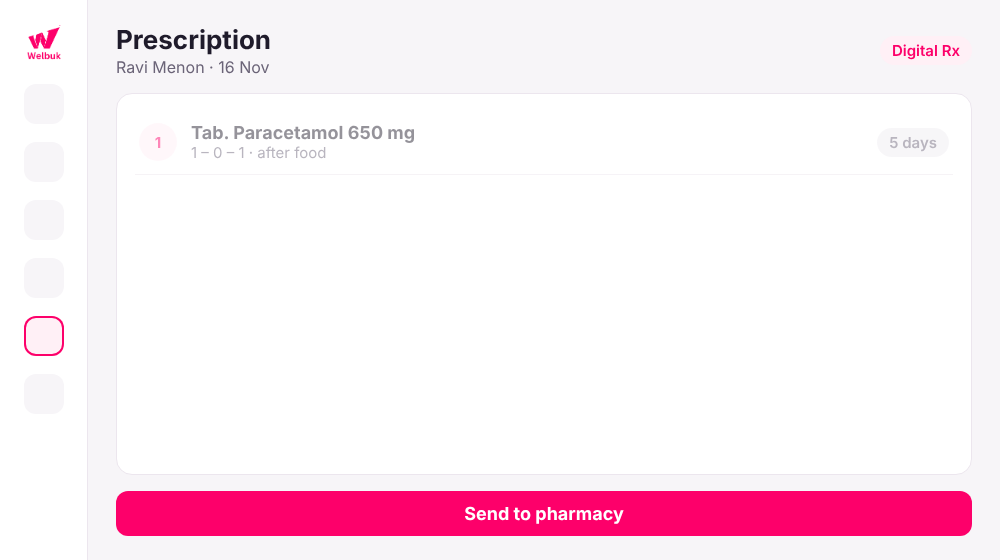 Welbuk
Prescription
Ravi Menon · 16 Nov
Digital Rx
1
Tab. Paracetamol 650 mg
1 – 0 – 1 · after food
5 days
Send to pharmacy